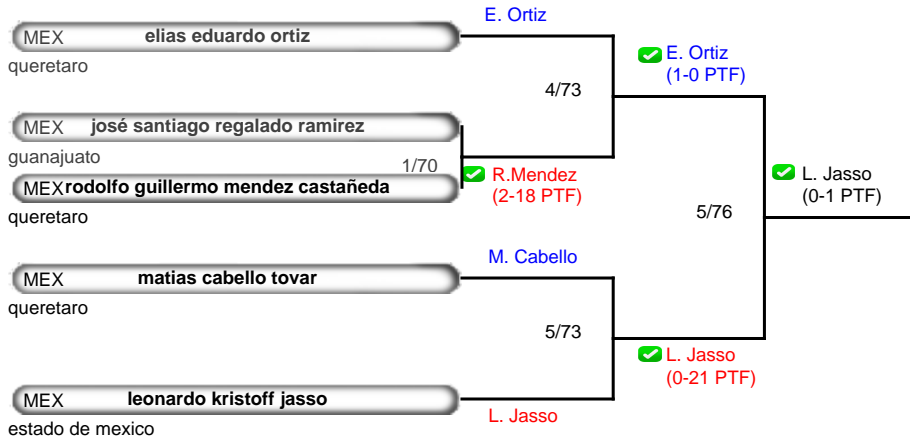 E. Ortiz
MEX elias eduardo ortiz
queretaro
E. Ortiz
(1-0 PTF)
4/73
MEX josé santiago regalado ramirez
guanajuato
1/70
R.Mendez
(2-18 PTF)
MEX rodolfo guillermo mendez castañeda
queretaro
L. Jasso
(0-1 PTF)
5/76
M. Cabello
MEX matias cabello tovar
queretaro
5/73
L. Jasso
(0-21 PTF)
MEX leonardo kristoff jasso
L. Jasso
estado de mexico